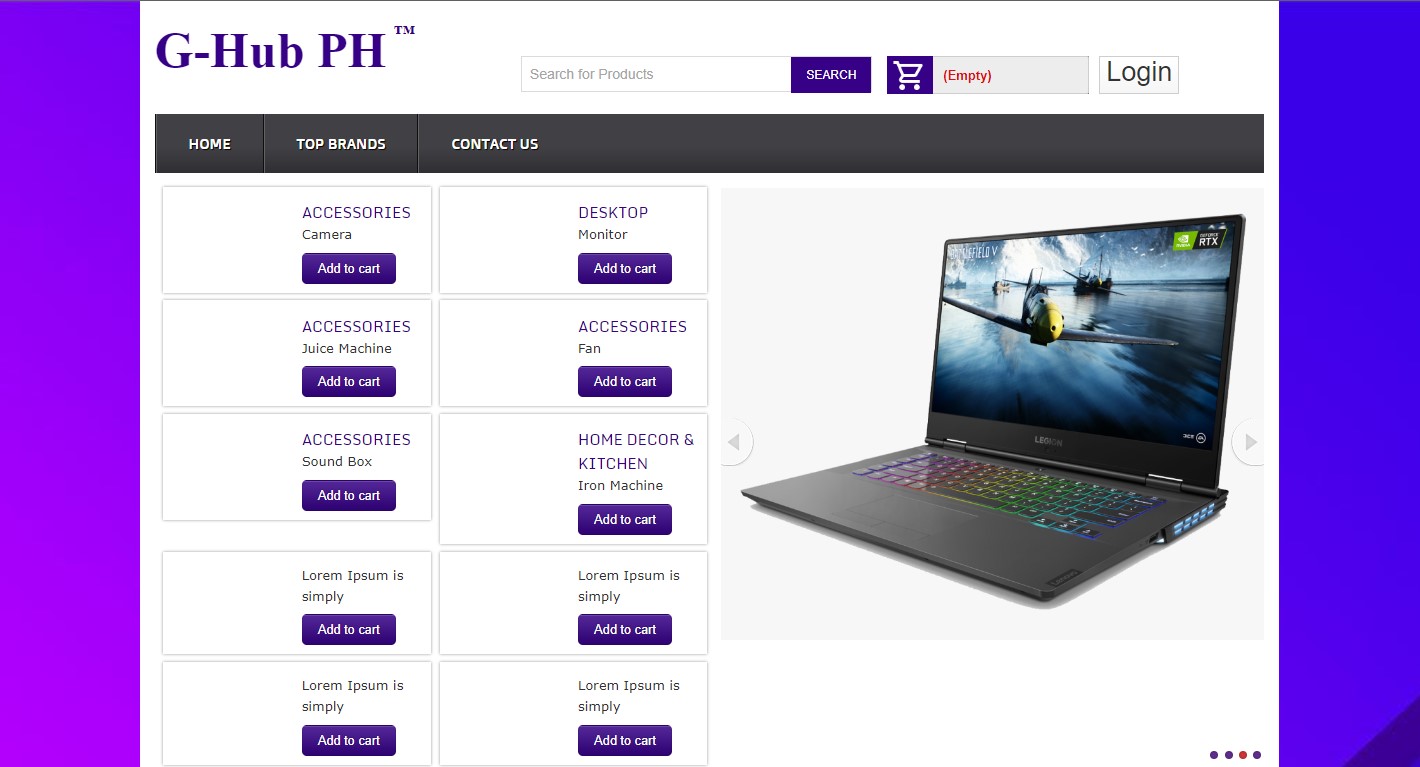 G-Hub PH ™
Search for Products
SEARCH
(Empty)
Login
HOME
TOP BRANDS
CONTACT US
ACCESSORIES
Camera
Add to cart
DESKTOP
Monitor
Add to cart
ACCESSORIES
Juice Machine
Add to cart
ACCESSORIES
Fan
Add to cart
ACCESSORIES
Sound Box
Add to cart
HOME DECOR &
KITCHEN
Iron Machine
Add to cart
Lorem Ipsum is
simply
Add to cart
Lorem Ipsum is
simply
Add to cart
Lorem Ipsum is
simply
Add to cart
Lorem Ipsum is
simply
Add to cart
BATTLEFIELD V
GEFORCE
RTX
NVIDIA
LEGION
Lenovo